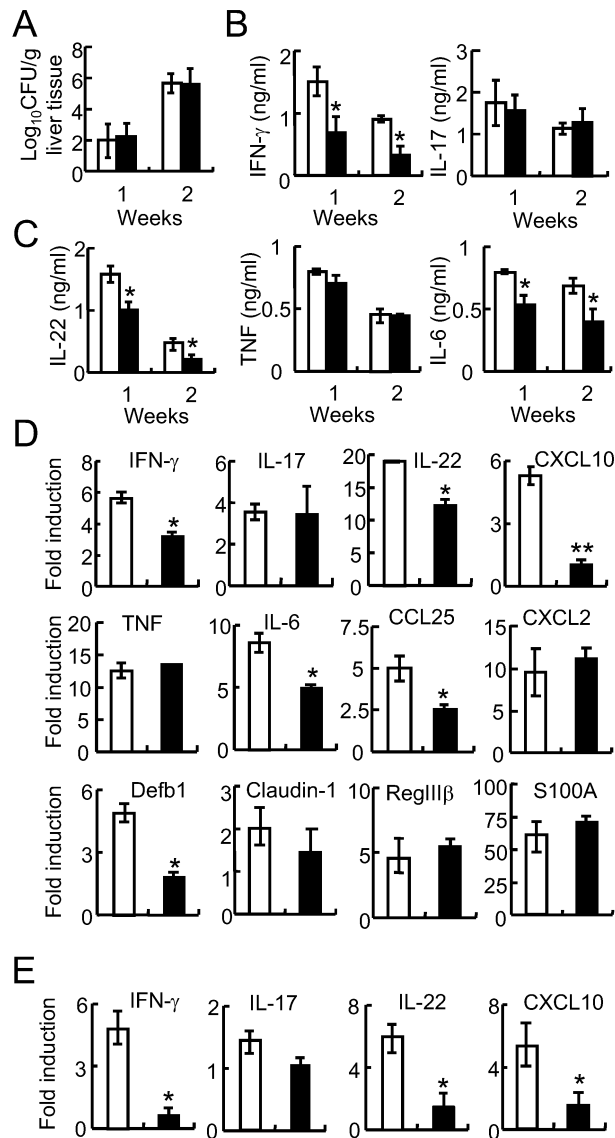 A
B
Log10CFU/g
liver tissue
8
6
4
2
0
1
2
Weeks
IFN-γ (ng/ml)
2
1
0
*
*
1
2
Weeks
IL-17 (ng/ml)
3
2
1
0
1
2
Weeks
C
IL-22 (ng/ml)
2
1
0
*
*
1
2
Weeks
TNF (ng/ml)
1
0.5
0
1
2
Weeks
IL-6 (ng/ml)
1
0.5
0
*
*
1
2
Weeks
D
Fold induction
IFN-γ
8
6
4
2
0
*
IL-17
6
4
2
0
IL-22
20
15
10
5
0
*
CXCL10
6
3
0
**
Fold induction
TNF
20
15
10
5
0
IL-6
10
5
0
*
CCL25
7.5
5
2.5
0
*
CXCL2
15
10
5
0
Fold induction
Defb1
6
3
0
*
Claudin-1
3
2
1
0
RegIIIβ
10
5
0
S100A
100
75
50
25
0
E
Fold induction
IFN-γ
6
4
2
0
*
IL-17
2
1
0
IL-22
8
4
0
*
CXCL10
8
4
0
*